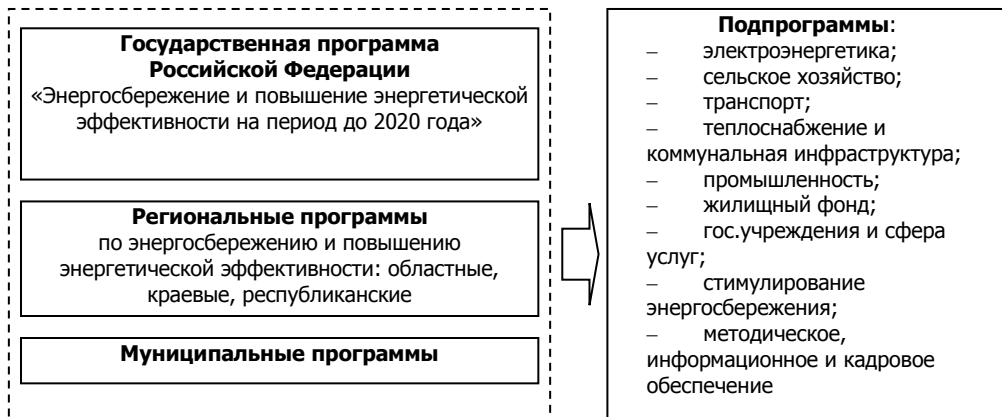 Государственная программа
Российской Федерации
«Энергосбережение и повышение энергетической
эффективности на период до 2020 года»
Региональные программы
по энергосбережению и повышению
энергетической эффективности: областные,
краевые, республиканские
Муниципальные программы
Подпрограммы:
– электроэнергетика;
– сельское хозяйство;
– транспорт;
– теплоснабжение и
коммунальная инфраструктура;
– промышленность;
– жилищный фонд;
– гос.учреждения и сфера
услуг;
– стимулирование
энергосбережения;
– методическое,
информационное и кадровое
обеспечение